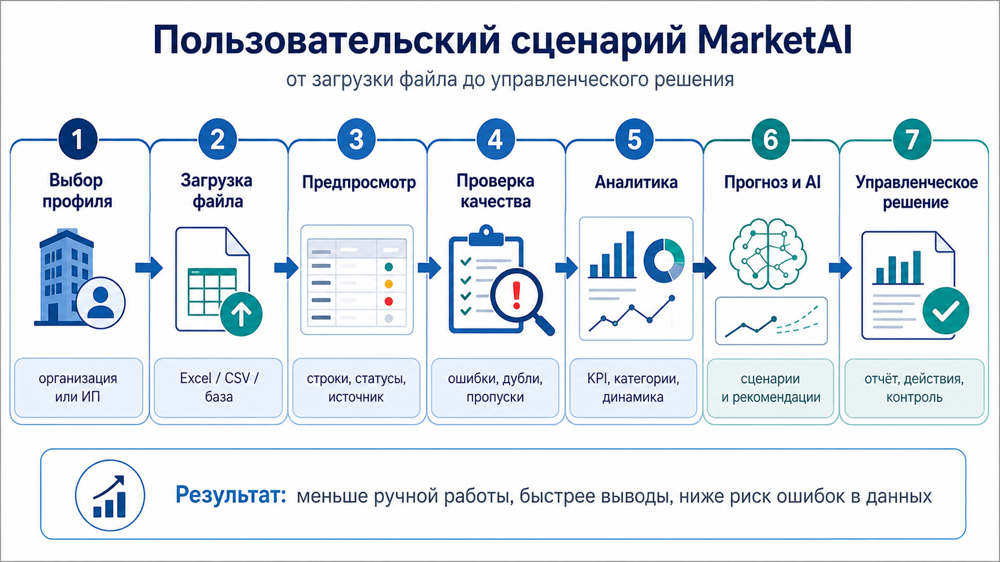 Пользовательский сценарий MarketAI
от загрузки файла до управленческого решения
1
Выбор
профиля
организация
или ИП
2
Загрузка
файла
Excel / CSV /
база
3
Предпросмотр
строки, статусы,
источник
4
Проверка
качества
ошибки, дубли,
пропуски
5
Аналитика
KPI, категории,
динамика
6
Прогноз и AI
сценарии
и рекомендации
7
Управленческое
решение
отчёт, действия,
контроль
Результат: меньше ручной работы, быстрее выводы, ниже риск ошибок в данных